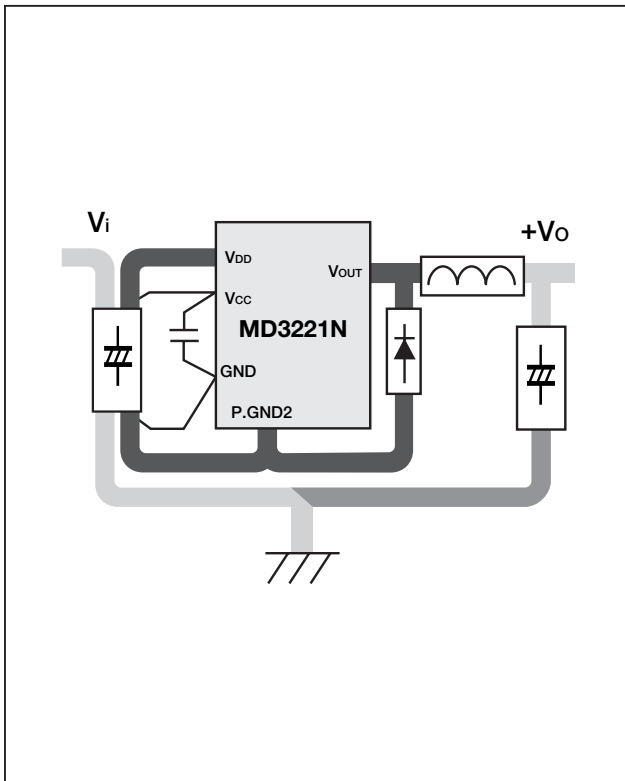 Vi
+VO
VDD
VOUT
VCC
MD3221N
GND
P.GND2